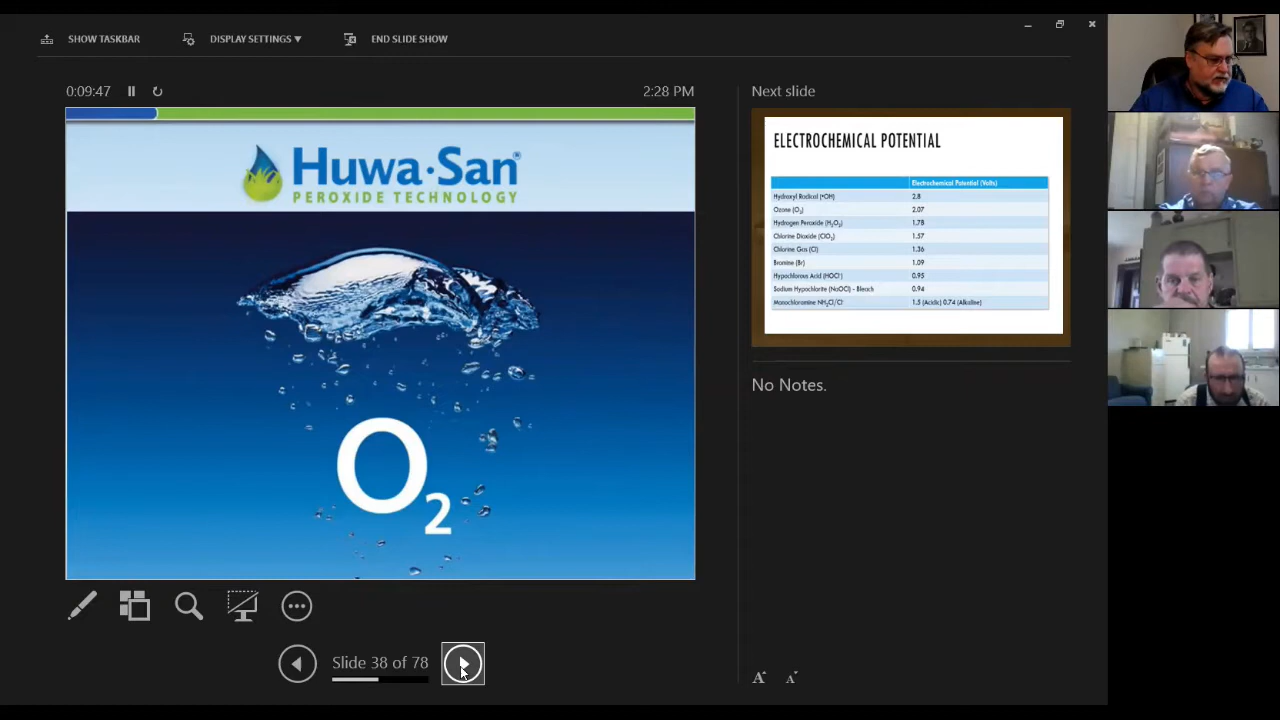 SHOW TASKBAR
DISPLAY SETTINGS ▼
END SLIDE SHOW
0:09:47
2:28 PM
Huwa·San®
PEROXIDE TECHNOLOGY
O₂
Slide 38 of 78
Next slide
ELECTROCHEMICAL POTENTIAL
Electrochemical Potential (Volts)
Hydroxyl Radical (•OH) 2.8
Ozone (O₃) 2.07
Hydrogen Peroxide (H₂O₂) 1.78
Chlorine Dioxide (ClO₂) 1.57
Chlorine Gas (Cl) 1.36
Bromine (Br) 1.09
Hypochlorous Acid (HOCl) 0.95
Sodium Hypochlorite (NaOCl) - Bleach 0.94
Monochloramine NH₂Cl/Cl 1.5 (Acidic) 0.74 (Alkaline)
No Notes.
A A